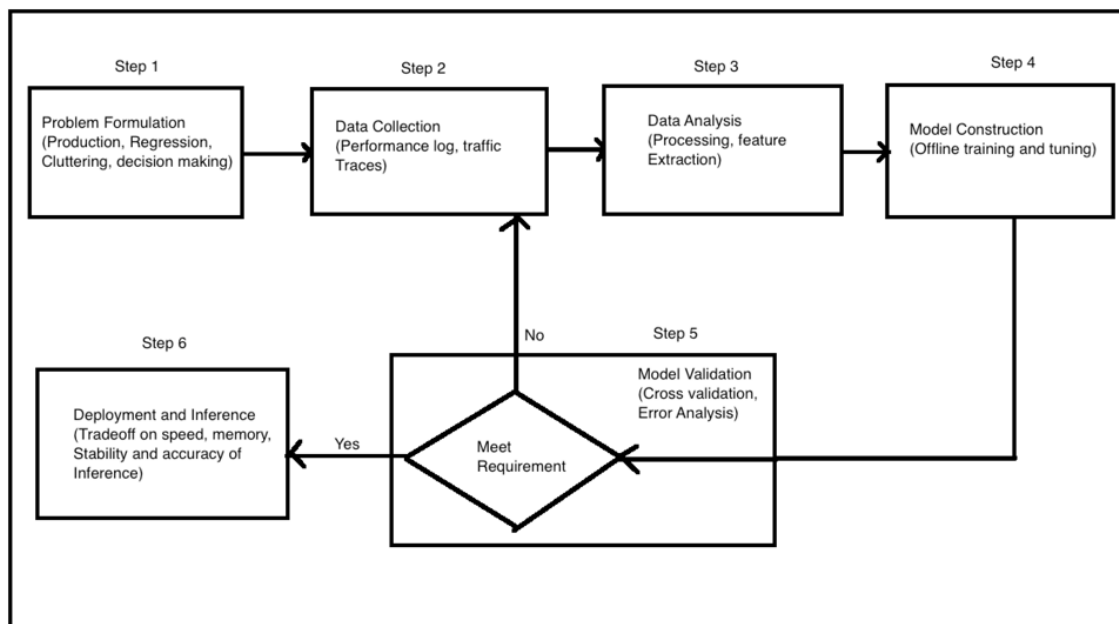 Step 1
Problem Formulation
(Production, Regression,
Cluttering, decision making)
Step 2
Data Collection
(Performance log, traffic
Traces)
Step 3
Data Analysis
(Processing, feature
Extraction)
Step 4
Model Construction
(Offline training and tuning)
No
Step 5
Model Validation
(Cross validation,
Error Analysis)
Meet
Requirement
Yes
Step 6
Deployment and Inference
(Tradeoff on speed, memory,
Stability and accuracy of
Inference)